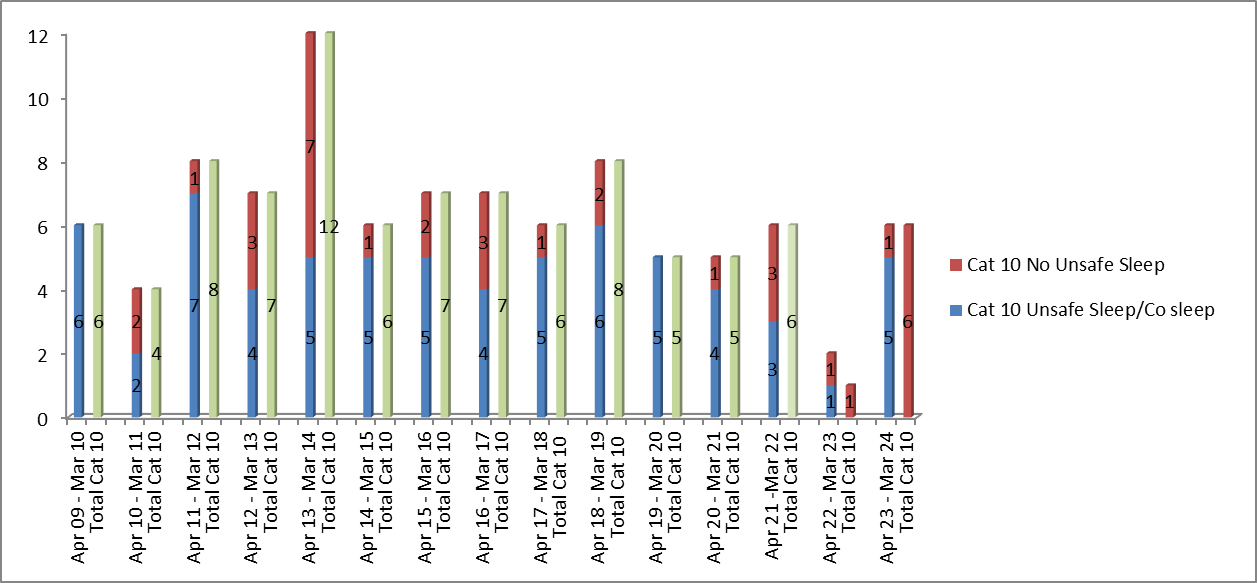 12
10
8
6
4
2
0
6
6
2
2
4
1
7
8
3
4
7
7
5
12
1
5
6
2
5
7
3
4
7
1
5
6
2
6
8
5
5
1
4
5
3
3
6
1
1
1
1
5
6
Apr 09 - Mar 10
Total Cat 10
Apr 10 - Mar 11
Total Cat 10
Apr 11 - Mar 12
Total Cat 10
Apr 12 - Mar 13
Total Cat 10
Apr 13 - Mar 14
Total Cat 10
Apr 14 - Mar 15
Total Cat 10
Apr 15 - Mar 16
Total Cat 10
Apr 16 - Mar 17
Total Cat 10
Apr 17 - Mar 18
Total Cat 10
Apr 18 - Mar 19
Total Cat 10
Apr 19 - Mar 20
Total Cat 10
Apr 20 - Mar 21
Total Cat 10
Apr 21 -Mar 22
Total Cat 10
Apr 22 - Mar 23
Total Cat 10
Apr 23 - Mar 24
Total Cat 10
Cat 10 No Unsafe Sleep
Cat 10 Unsafe Sleep/Co sleep